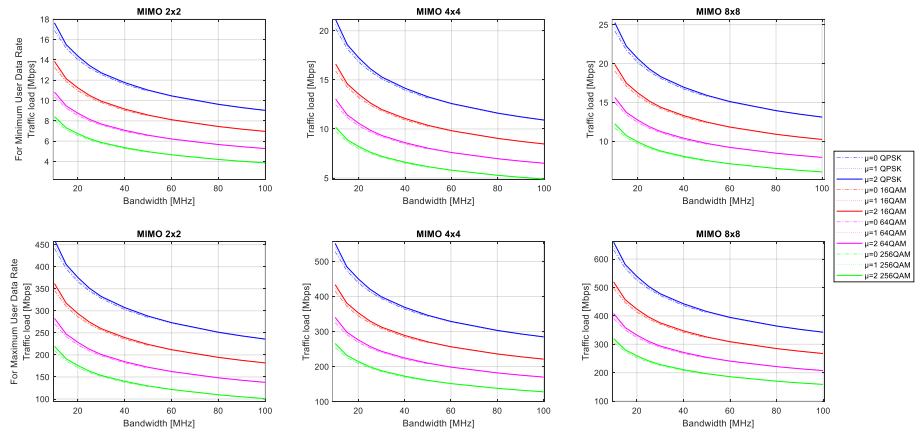 MIMO 2x2
For Minimum User Data Rate
Traffic load [Mbps]
18
16
14
12
10
8
6
4
20
40
60
80
100
Bandwidth [MHz]
MIMO 4x4
Traffic load [Mbps]
20
15
10
5
20
40
60
80
100
Bandwidth [MHz]
MIMO 8x8
Traffic load [Mbps]
25
20
15
10
20
40
60
80
100
Bandwidth [MHz]
μ=0 QPSK
μ=1 QPSK
μ=2 QPSK
μ=0 16QAM
μ=1 16QAM
μ=2 16QAM
μ=0 64QAM
μ=1 64QAM
μ=2 64QAM
μ=0 256QAM
μ=1 256QAM
μ=2 256QAM
MIMO 2x2
For Maximum User Data Rate
Traffic load [Mbps]
450
400
350
300
250
200
150
100
20
40
60
80
100
Bandwidth [MHz]
MIMO 4x4
Traffic load [Mbps]
500
400
300
200
100
20
40
60
80
100
Bandwidth [MHz]
MIMO 8x8
Traffic load [Mbps]
600
500
400
300
200
100
20
40
60
80
100
Bandwidth [MHz]